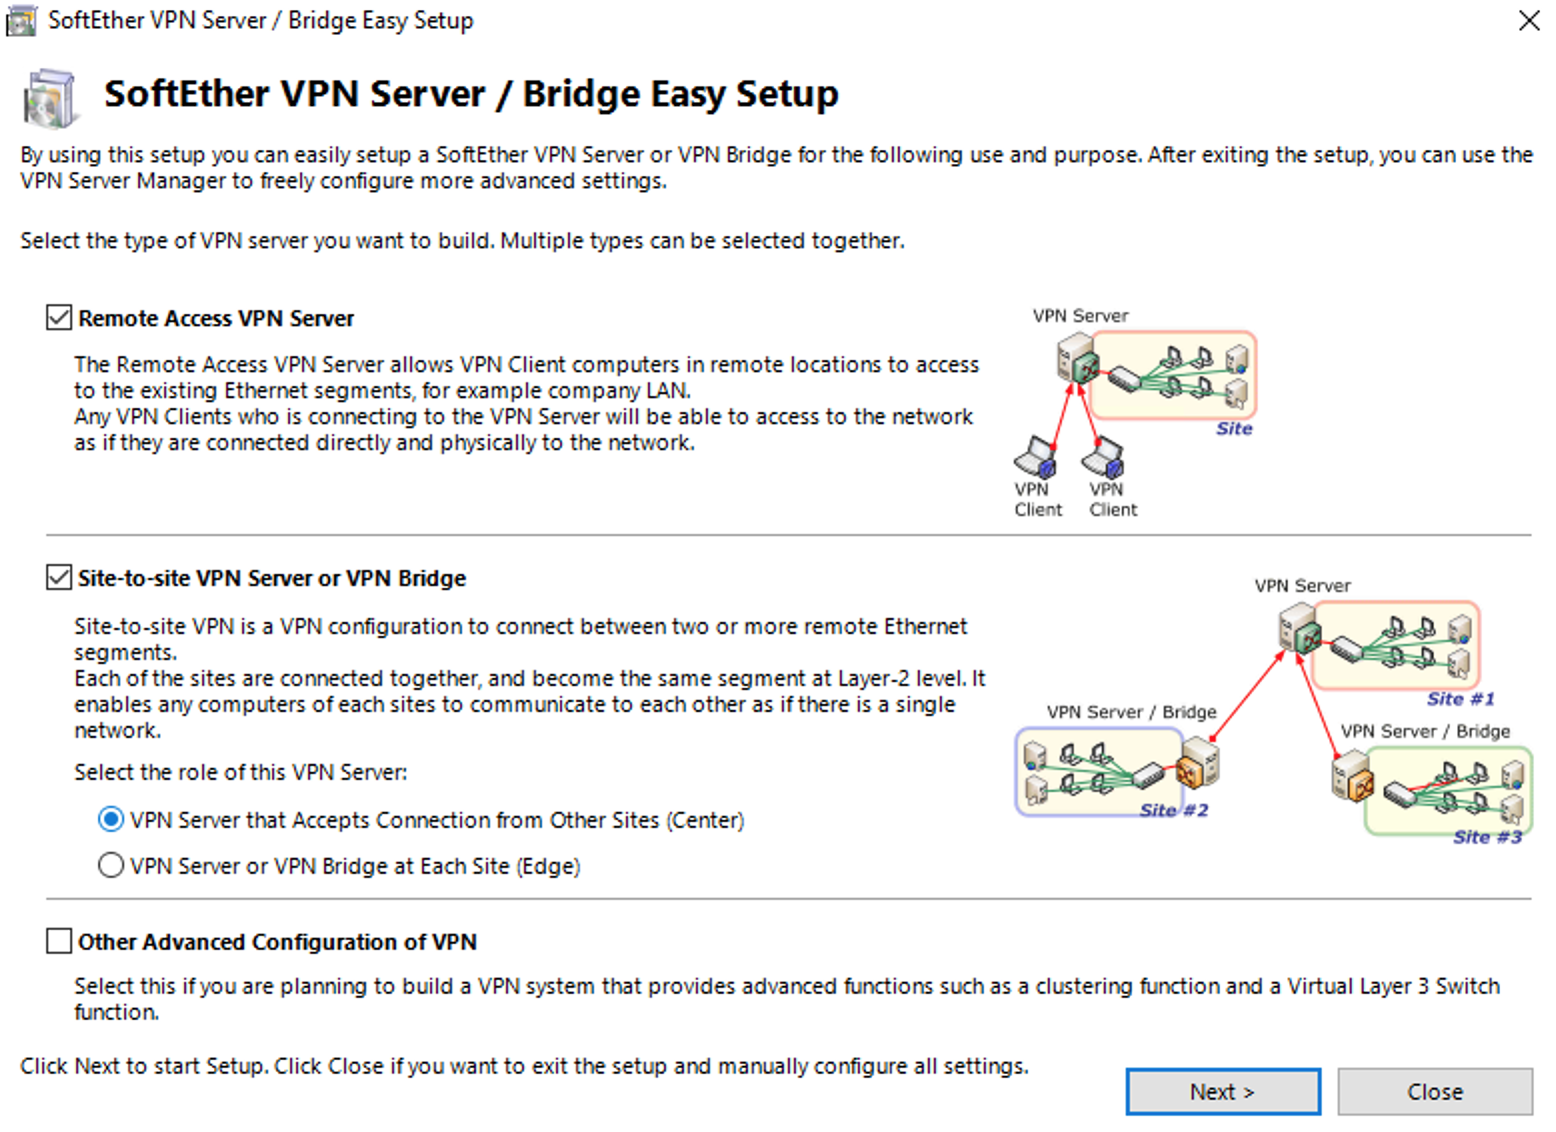 SoftEther VPN Server / Bridge Easy Setup
SoftEther VPN Server / Bridge Easy Setup
By using this setup you can easily setup a SoftEther VPN Server or VPN Bridge for the following use and purpose. After exiting the setup, you can use the
VPN Server Manager to freely configure more advanced settings.
Select the type of VPN server you want to build. Multiple types can be selected together.
Remote Access VPN Server
The Remote Access VPN Server allows VPN Client computers in remote locations to access
to the existing Ethernet segments, for example company LAN.
Any VPN Clients who is connecting to the VPN Server will be able to access to the network
as if they are connected directly and physically to the network.
VPN Server
Site
VPN
Client
VPN
Client
Site-to-site VPN Server or VPN Bridge
Site-to-site VPN is a VPN configuration to connect between two or more remote Ethernet
segments.
Each of the sites are connected together, and become the same segment at Layer-2 level. It
enables any computers of each sites to communicate to each other as if there is a single
network.
Select the role of this VPN Server:
VPN Server that Accepts Connection from Other Sites (Center)
VPN Server or VPN Bridge at Each Site (Edge)
VPN Server
Site #1
VPN Server / Bridge
Site #2
VPN Server / Bridge
Site #3
Other Advanced Configuration of VPN
Select this if you are planning to build a VPN system that provides advanced functions such as a clustering function and a Virtual Layer 3 Switch
function.
Click Next to start Setup. Click Close if you want to exit the setup and manually configure all settings.
Next >
Close